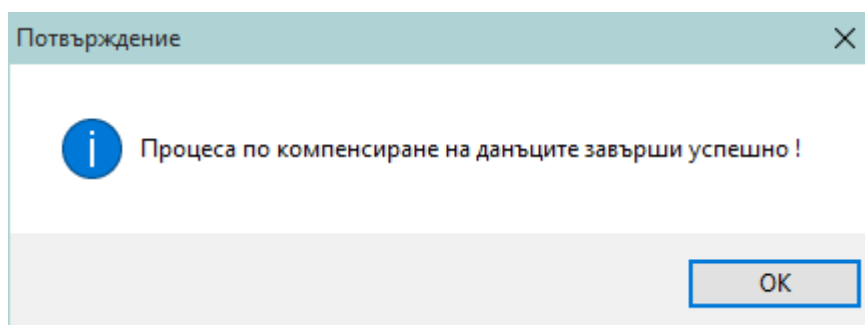 Потвърждение
Процеса по компенсиране на данъците завърши успешно !
OK